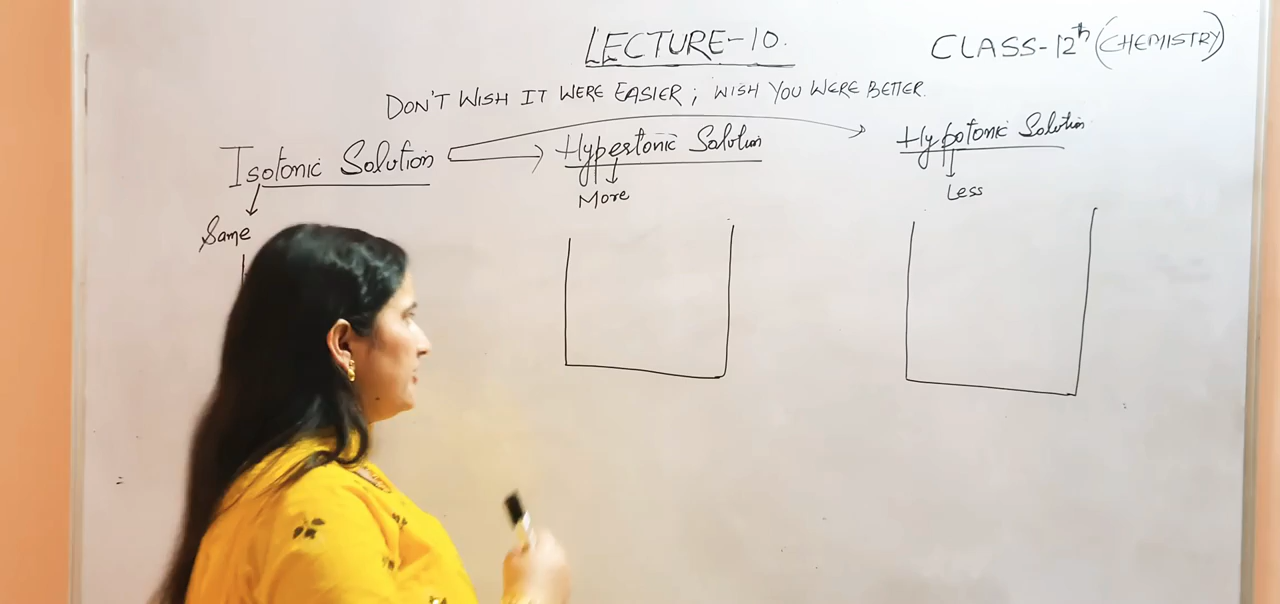 LECTURE-10.
CLASS-12th (CHEMISTRY)
DON'T WISH IT WERE EASIER ; WISH YOU WERE BETTER.
Isotonic Solution
Hypertonic Solution
Hypotonic Solution
Same
More
Less